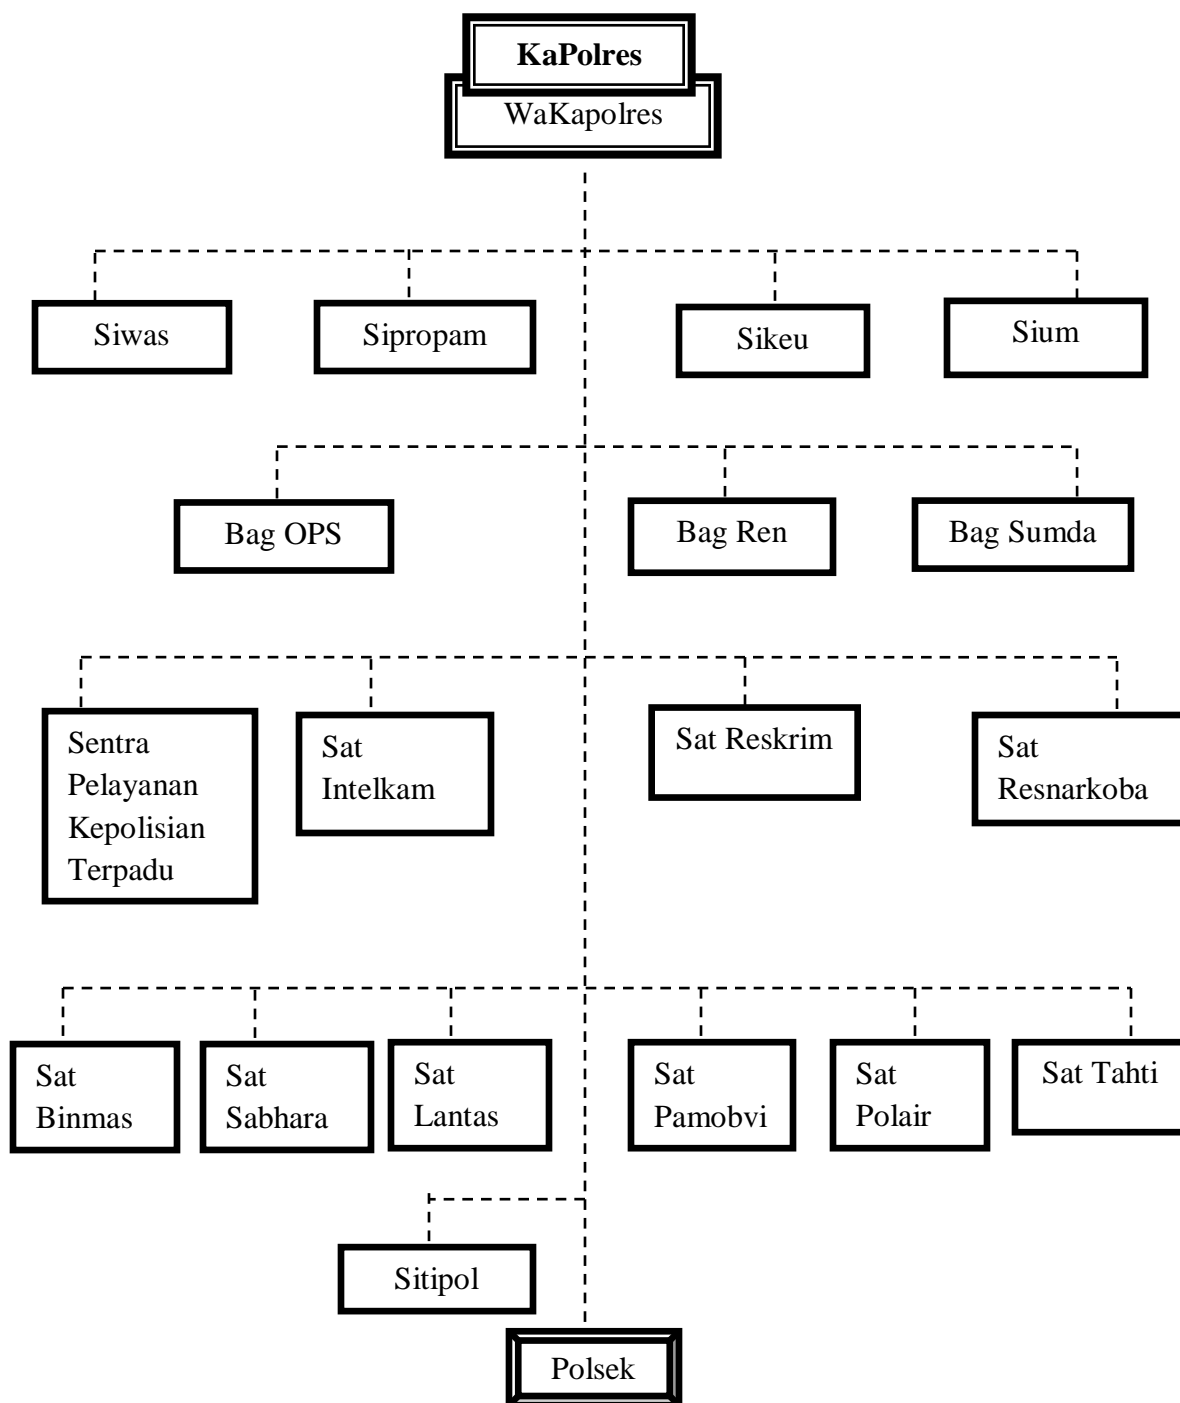 KaPolres
WaKapolres
Siwas
Sipropam
Sikeu
Sium
Bag OPS
Bag Ren
Bag Sumda
Sentra
Pelayanan
Kepolisian
Terpadu
Sat
Intelkam
Sat Reskrim
Sat
Resnarkoba
Sat
Binmas
Sat
Sabhara
Sat
Lantas
Sat
Pamobvi
Sat
Polair
Sat Tahti
Sitipol
Polsek